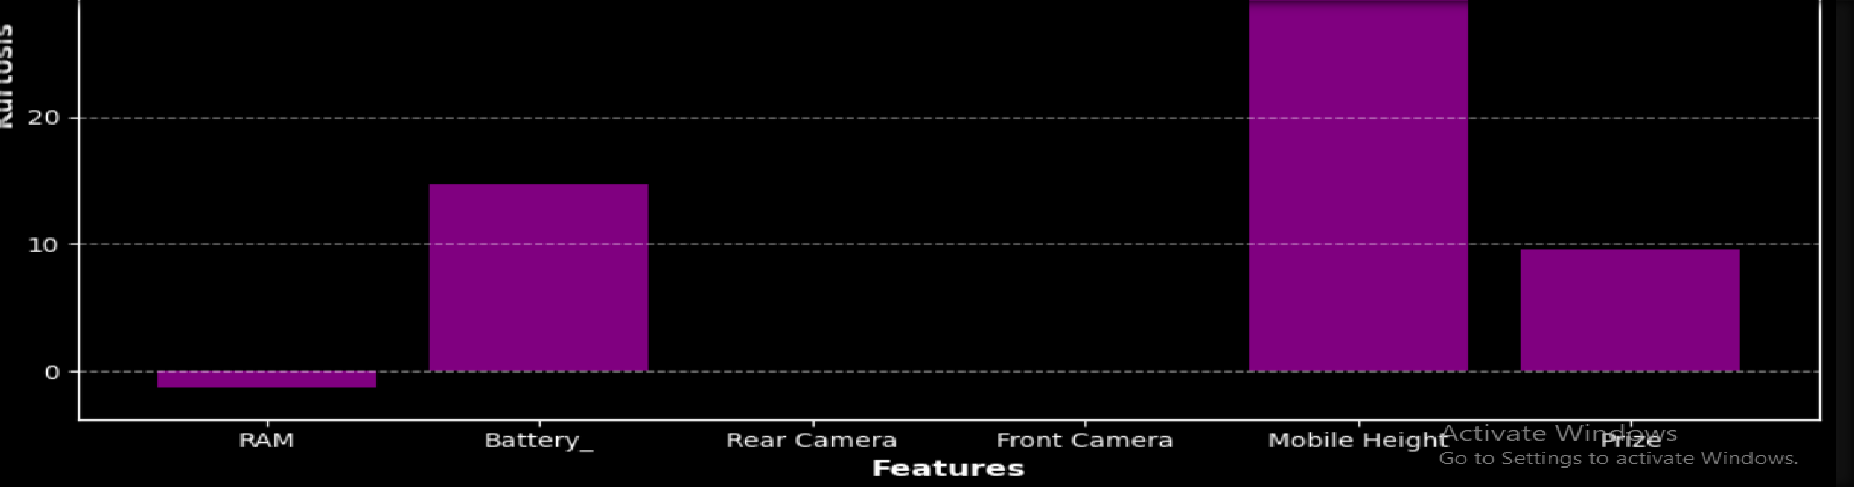 Kurtosis
20
10
0
RAM Battery_ Rear Camera Front Camera Mobile Height Prize
Features
Activate Windows
Go to Settings to activate Windows.